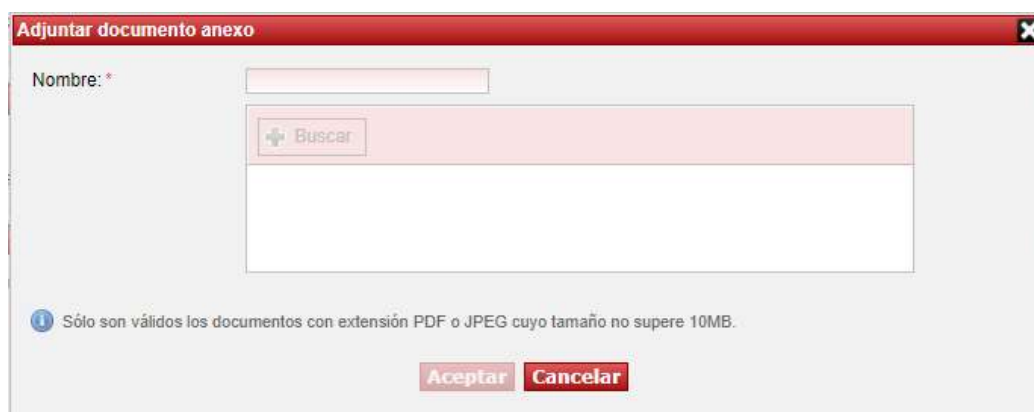 Adjuntar documento anexo
Nombre: *
Buscar
Sólo son válidos los documentos con extensión PDF o JPEG cuyo tamaño no supere 10MB.
Aceptar Cancelar